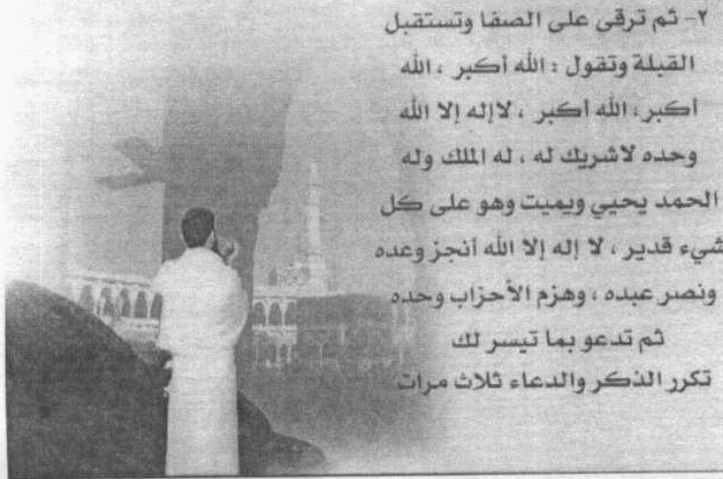 ٢- ثم ترقى على الصفا وتستقبل
القبلة وتقول : الله أكبر ، الله
أكبر ، الله أكبر ، لاإله إلا الله
وحده لاشريك له ، له الملك وله
الحمد يحيي ويميت وهو على كل
شيء قدير ، لا إله إلا الله أنجز وعده
ونصر عبده ، وهزم الأحزاب وحده
ثم تدعو بما تيسر لك
تكرر الذكر والدعاء ثلاث مرات